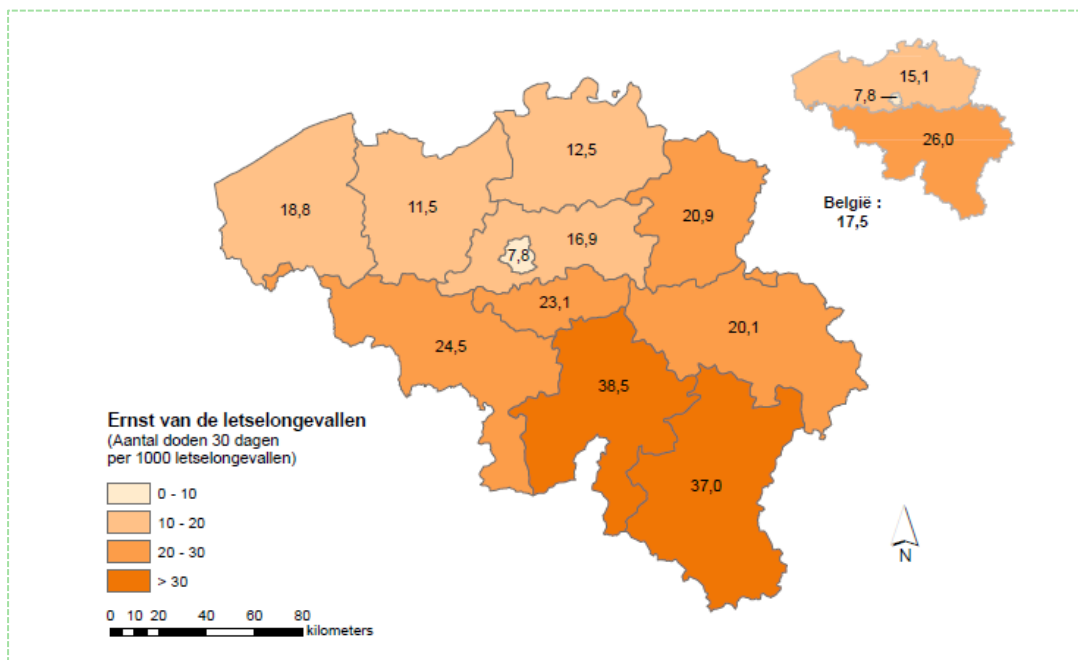 15,1
7,8
26,0
België :
17,5
12,5
18,8
11,5
20,9
16,9
7,8
23,1
24,5
20,1
38,5
37,0
Ernst van de letselongevallen
(Aantal doden 30 dagen
per 1000 letselongevallen)
0 - 10
10 - 20
20 - 30
> 30
N
0 10 20 40 60 80
kilometers